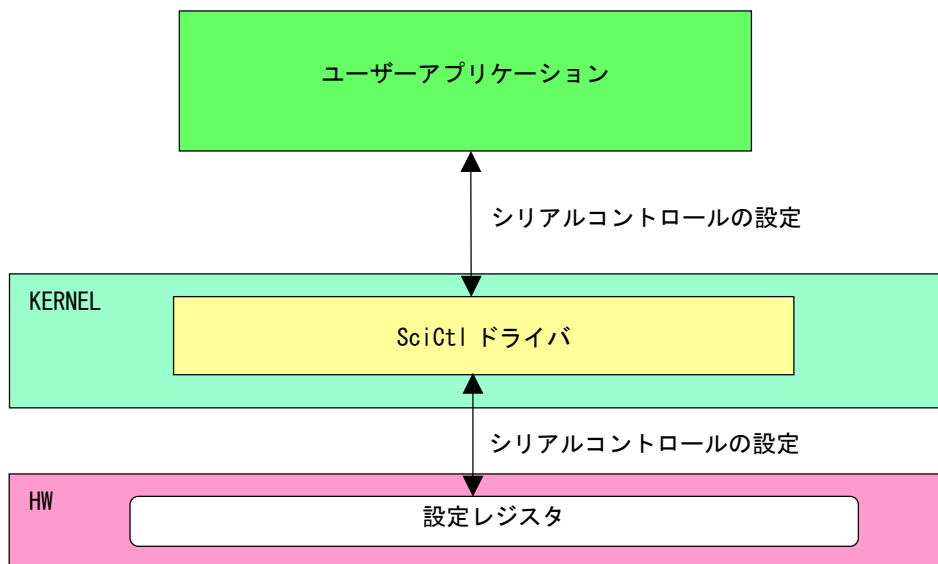 ユーザーアプリケーション
シリアルコントロールの設定
KERNEL
SciCtl ドライバ
シリアルコントロールの設定
HW
設定レジスタ